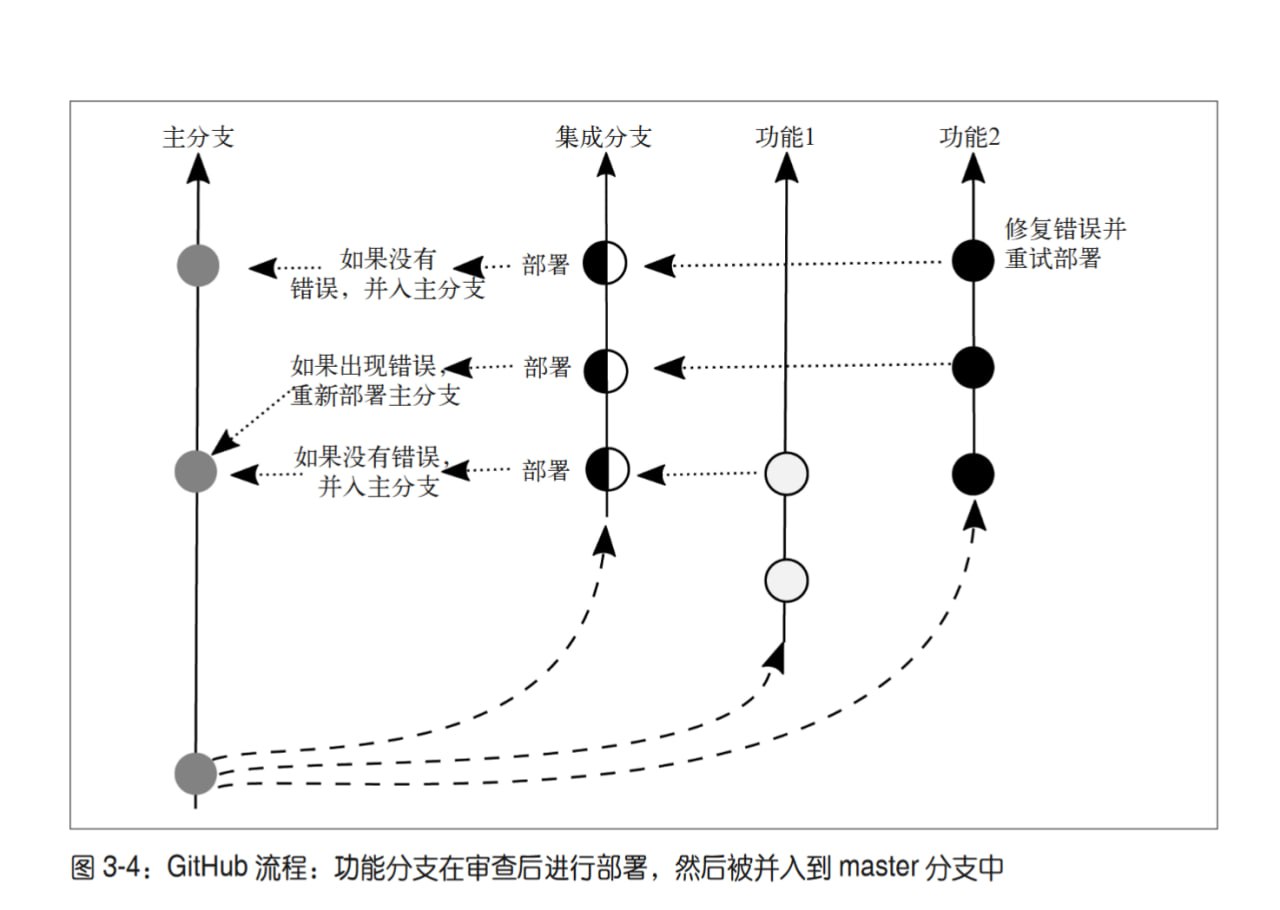 主分支
集成分支
功能1
功能2
修复错误并
重试部署
如果没有
错误，并入主分支
部署
如果出现错误，
重新部署主分支
部署
如果没有错误，
并入主分支
部署
图 3-4：GitHub 流程：功能分支在审查后进行部署，然后被并入到 master 分支中